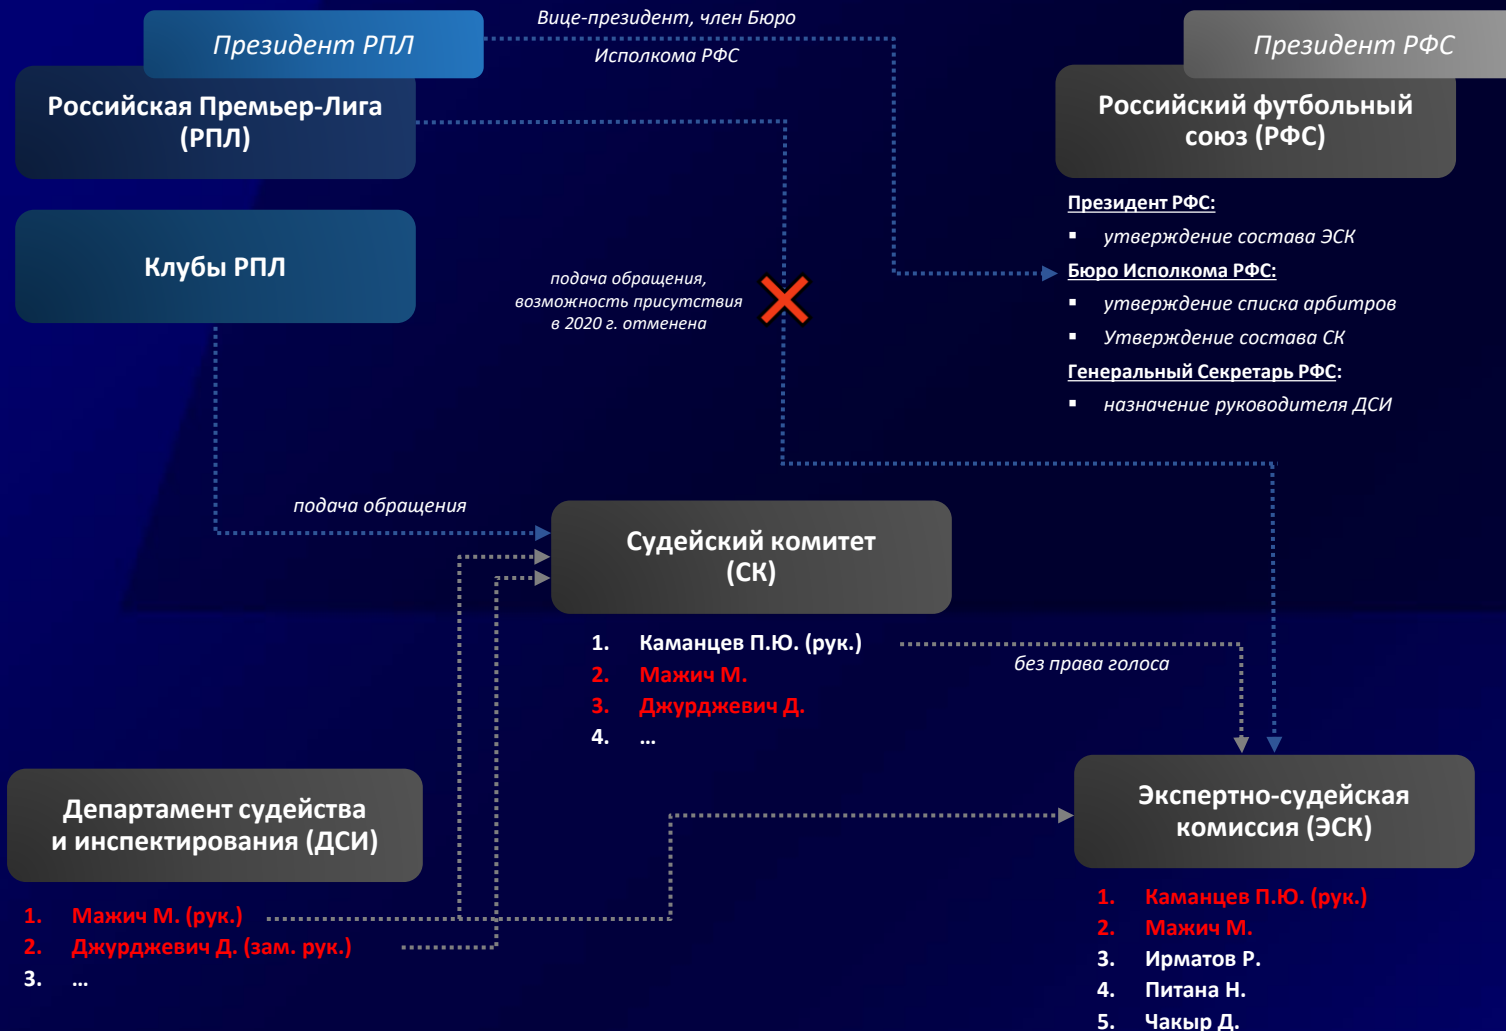 Вице-президент, член Бюро
Исполкома РФС
Президент РПЛ
Президент РФС
Российская Премьер-Лига
(РПЛ)
Российский футбольный
союз (РФС)
Клубы РПЛ
Президент РФС:
▪ утверждение состава ЭСК
Бюро Исполкома РФС:
▪ утверждение списка арбитров
▪ Утверждение состава СК
Генеральный Секретарь РФС:
▪ назначение руководителя ДСИ
подача обращения,
возможность присутствия
в 2020 г. отменена
подача обращения
Судейский комитет
(СК)
1. Каманцев П.Ю. (рук.)
2. Мажич М.
3. Джурджевич Д.
4. …
без права голоса
Департамент судейства
и инспектирования (ДСИ)
1. Мажич М. (рук.)
2. Джурджевич Д. (зам. рук.)
3. …
Экспертно-судейская
комиссия (ЭСК)
1. Каманцев П.Ю. (рук.)
2. Мажич М.
3. Ирматов Р.
4. Питана Н.
5. Чакыр Д.